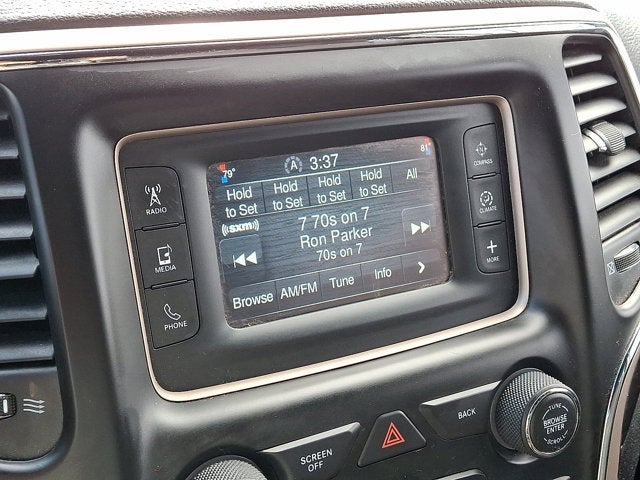 79°
A
3:37
81°
Hold to Set
Hold to Set
Hold to Set
Hold to Set
All
((sxm))
7 70s on 7
Ron Parker
70s on 7
Browse
AM/FM
Tune
Info
RADIO
MEDIA
PHONE
COMPASS
CLIMATE
+
MORE
SCREEN
OFF
BACK
TUNE
BROWSE
ENTER
SCROLL